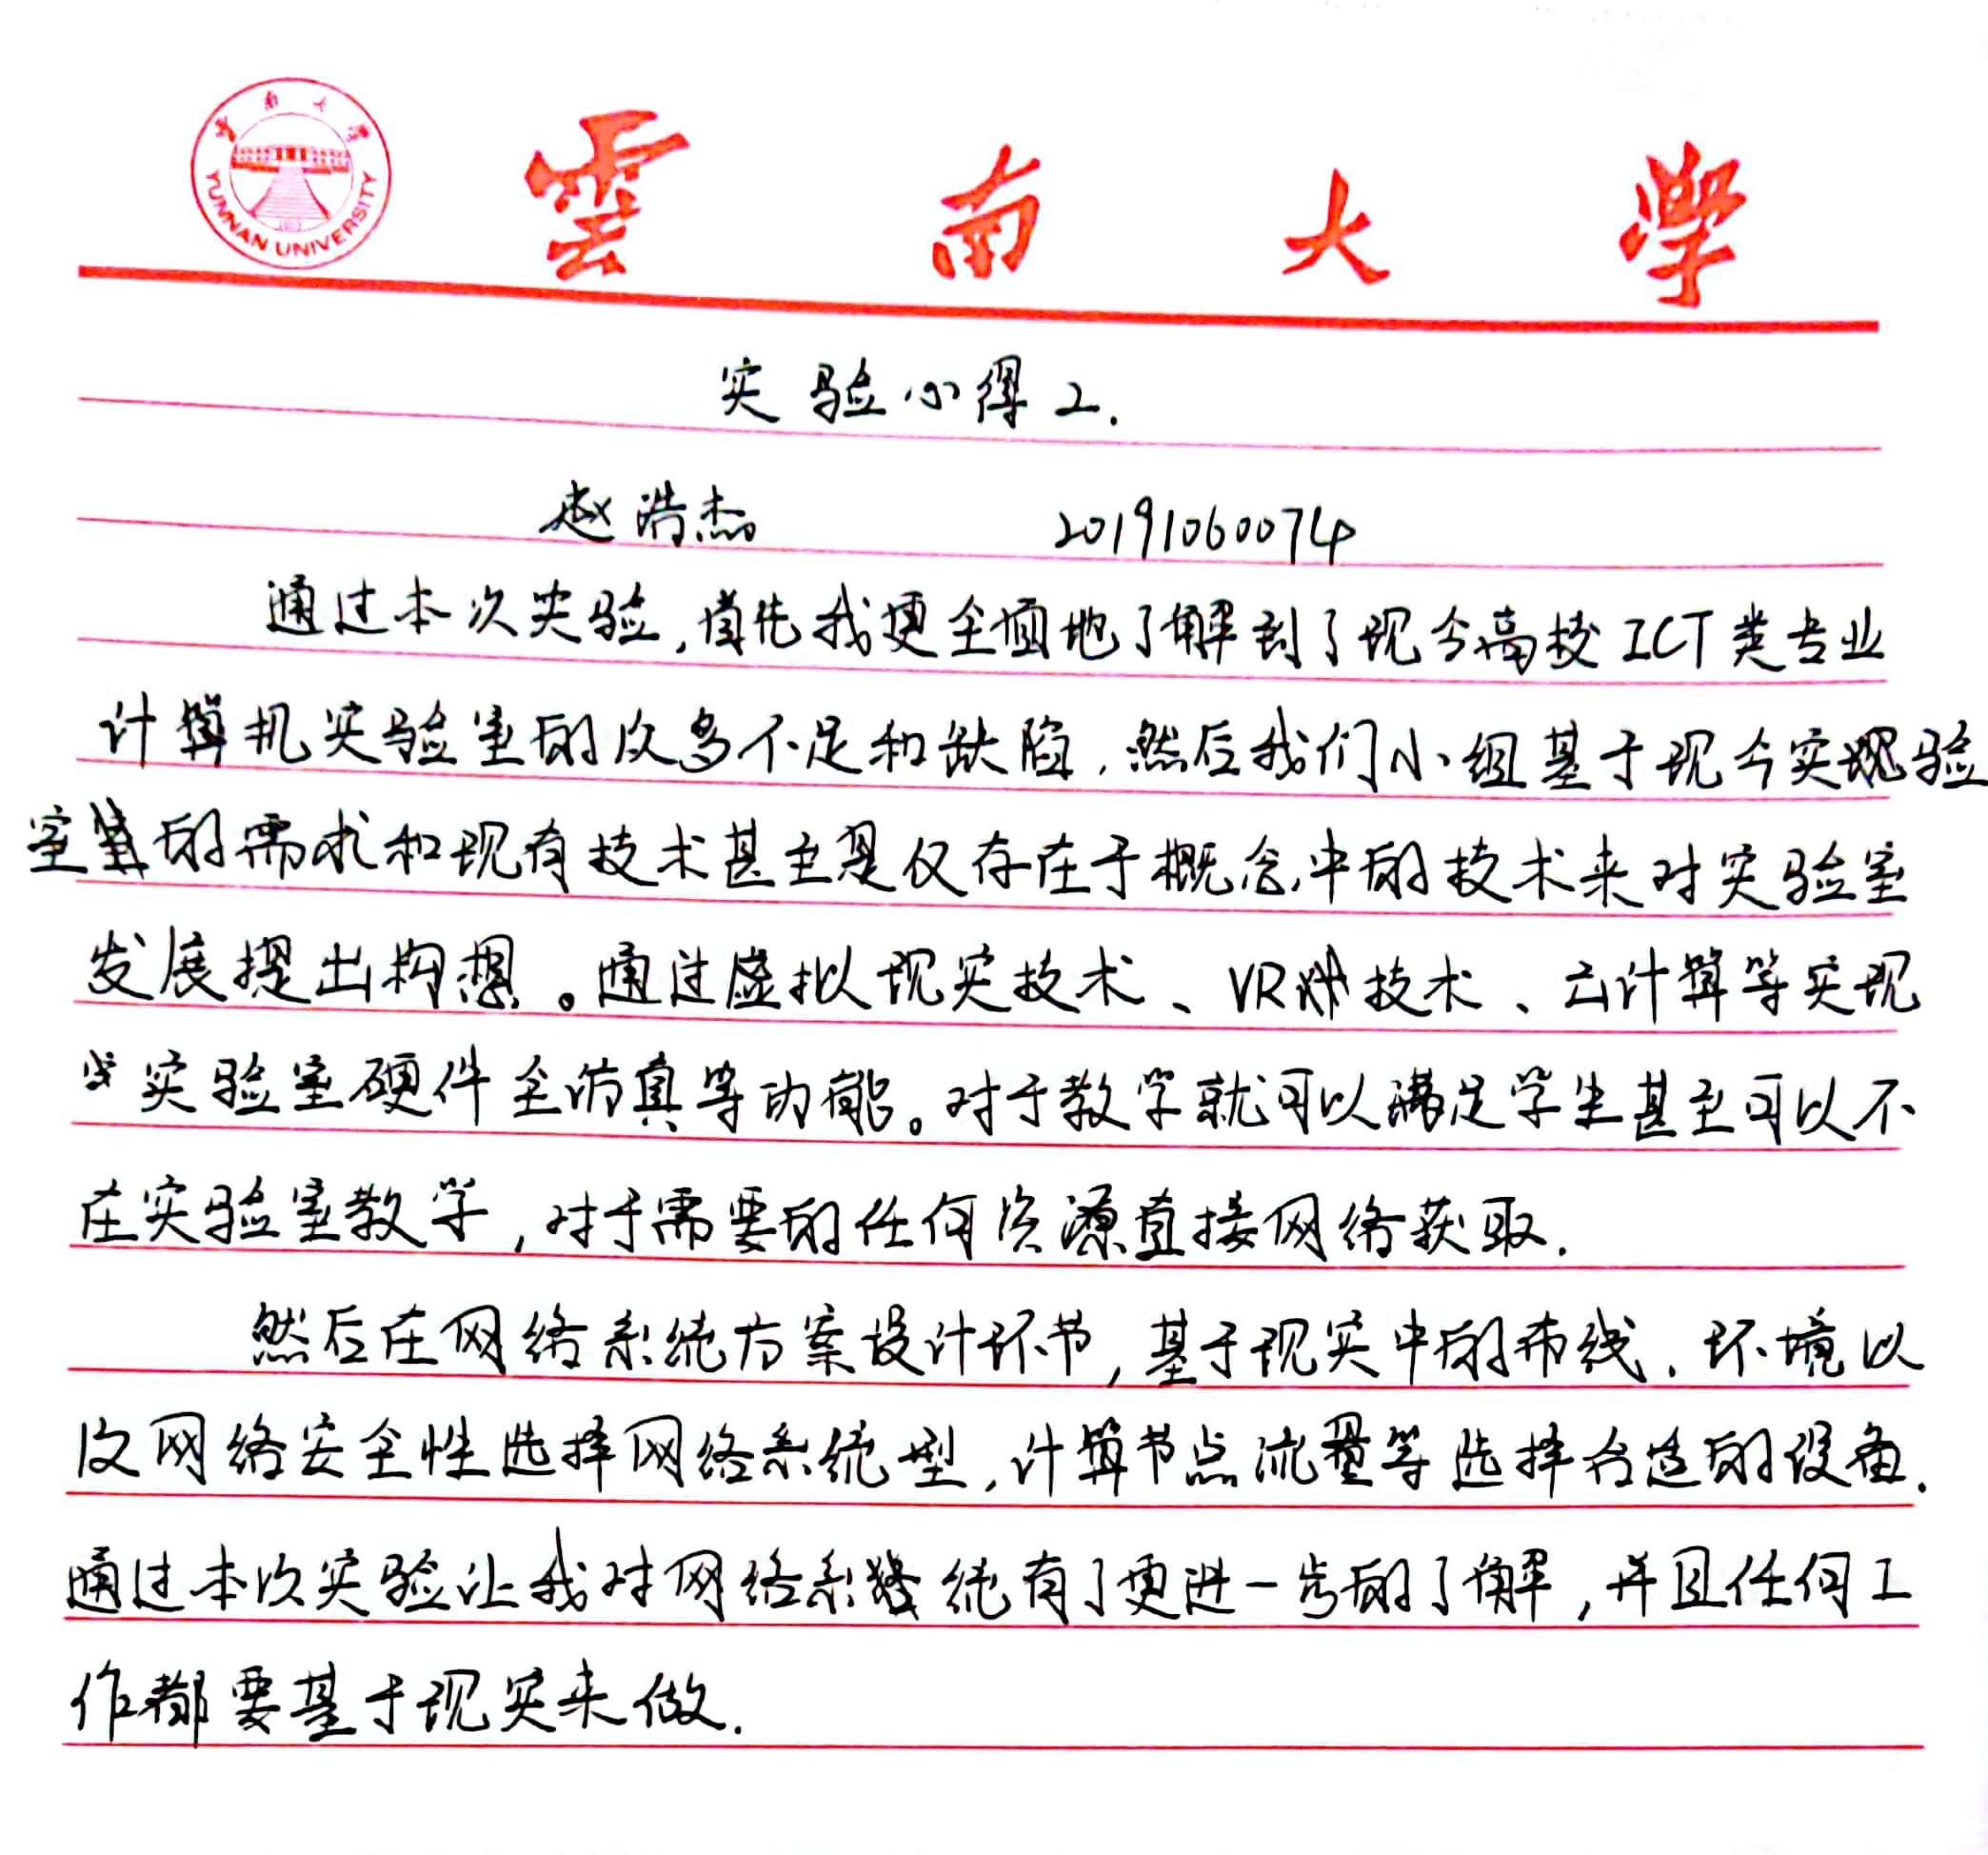 雲南大學
YUNNAN UNIVERSITY
实验心得2.
赵浩杰 20191060074
通过本次实验,首先我更全面地了解到了现今高校ICT类专业
计算机实验室的众多不足和缺陷,然后我们小组基于现今实验
室的需求和现有技术甚至是仅存在于概念中的技术来对实验室
发展提出构想。通过虚拟现实技术、VR技术、云计算等实现
实验室硬件全仿真等功能。对于教学就可以满足学生甚至可以不
在实验室教学,对于需要的任何资源直接网络获取.
然后在网络系统方案设计环节,基于现实中的布线.环境以
及网络安全性选择网络系统型,计算节点流量等选择合适的设备.
通过本次实验让我对网络系统有了更进一步的了解,并且任何工
作都要基于现实来做.